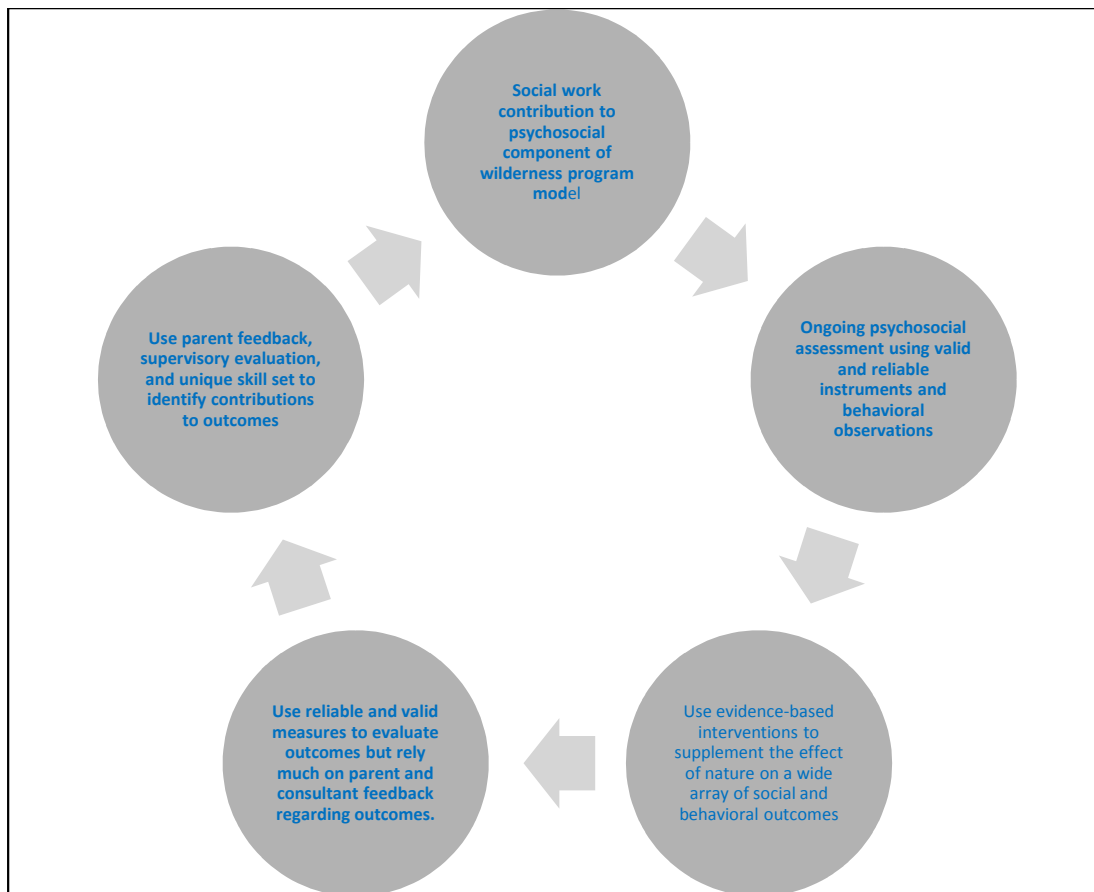 Social work
contribution to
psychosocial
component of
wilderness program
model
Ongoing psychosocial
assessment using valid
and reliable
instruments and
behavioral
observations
Use evidence-based
interventions to
supplement the effect
of nature on a wide
array of social and
behavioral outcomes
Use reliable and valid
measures to evaluate
outcomes but rely
much on parent and
consultant feedback
regarding outcomes.
Use parent feedback,
supervisory evaluation,
and unique skill set to
identify contributions
to outcomes